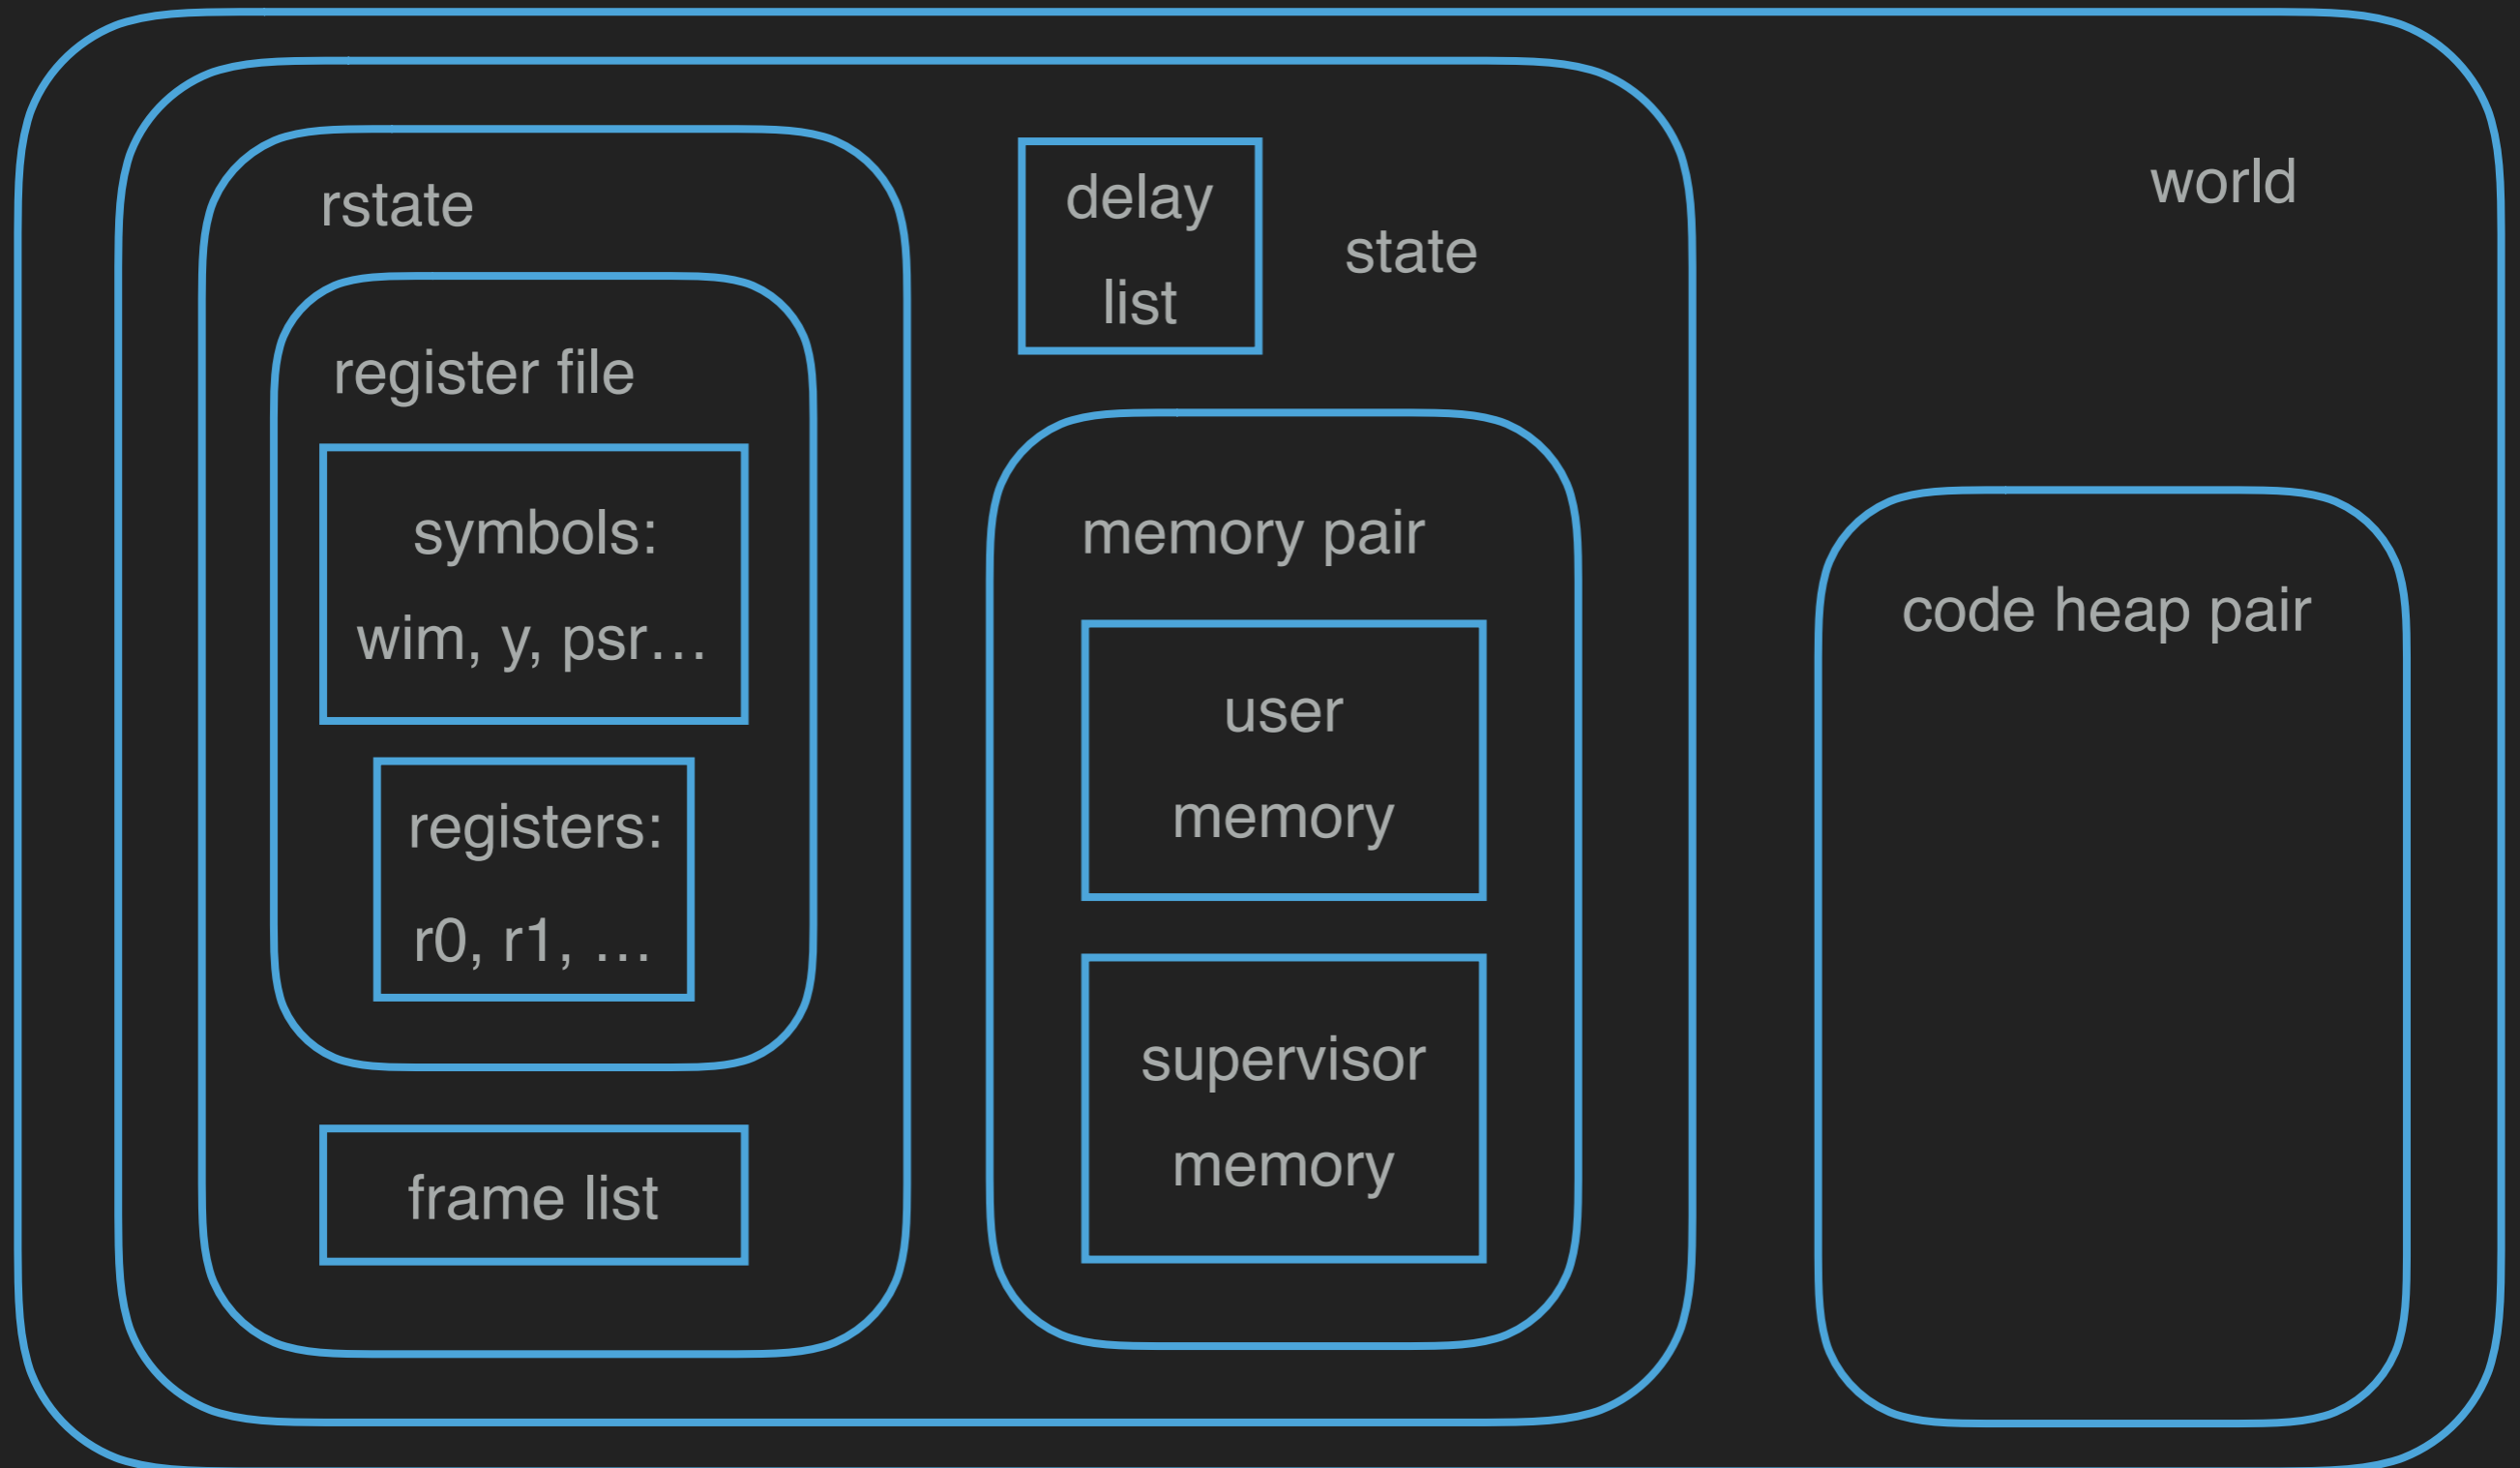 rstate
register file
symbols:
wim, y, psr...
registers:
r0, r1, ...
frame list
delay
list
state
memory pair
user
memory
supervisor
memory
world
code heap pair